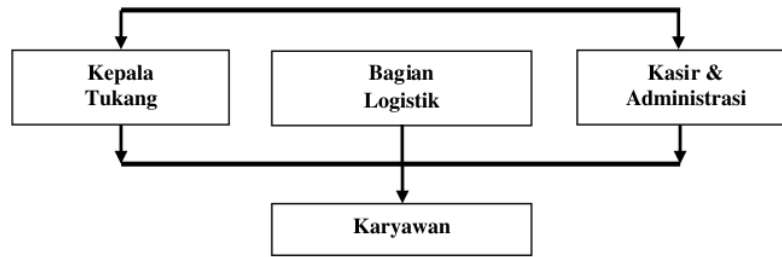 Kepala
Tukang
Bagian
Logistik
Kasir &
Administrasi
Karyawan